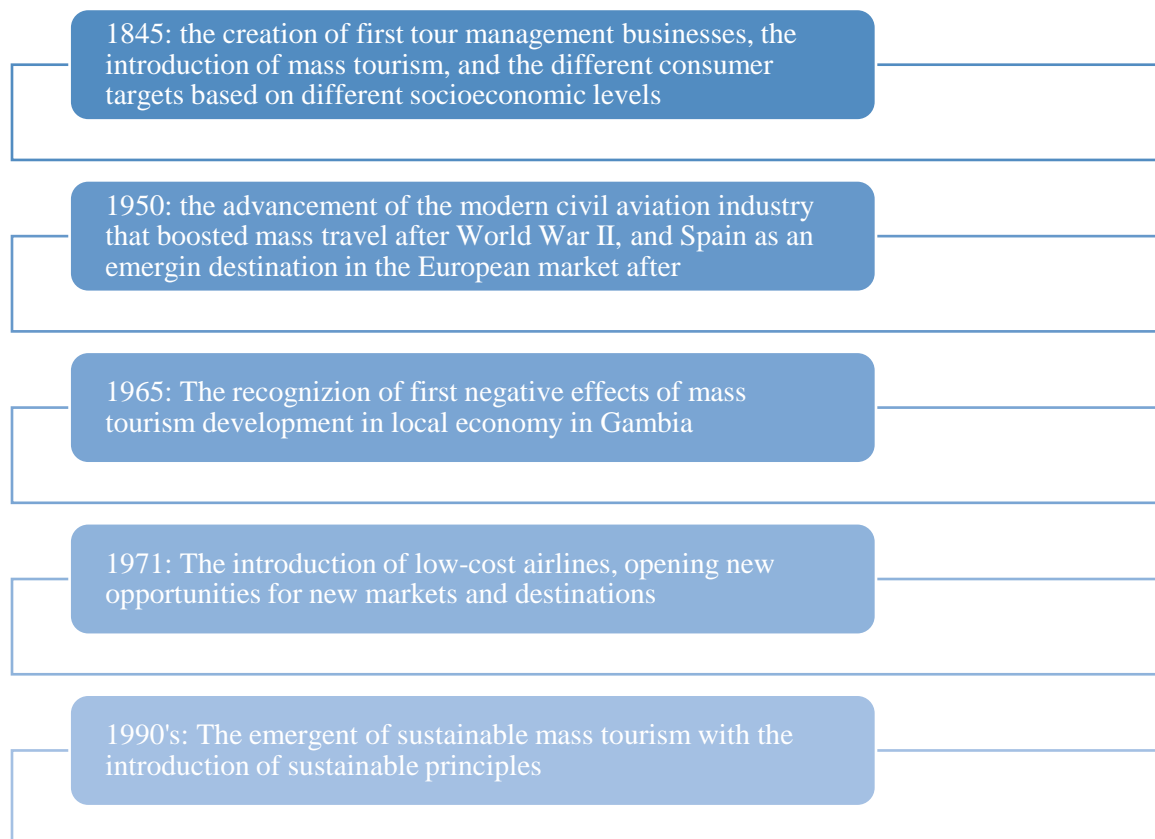 1845: the creation of first tour management businesses, the
introduction of mass tourism, and the different consumer
targets based on different socioeconomic levels
1950: the advancement of the modern civil aviation industry
that boosted mass travel after World War II, and Spain as an
emergin destination in the European market after
1965: The recognizion of first negative effects of mass
tourism development in local economy in Gambia
1971: The introduction of low-cost airlines, opening new
opportunities for new markets and destinations
1990's: The emergent of sustainable mass tourism with the
introduction of sustainable principles